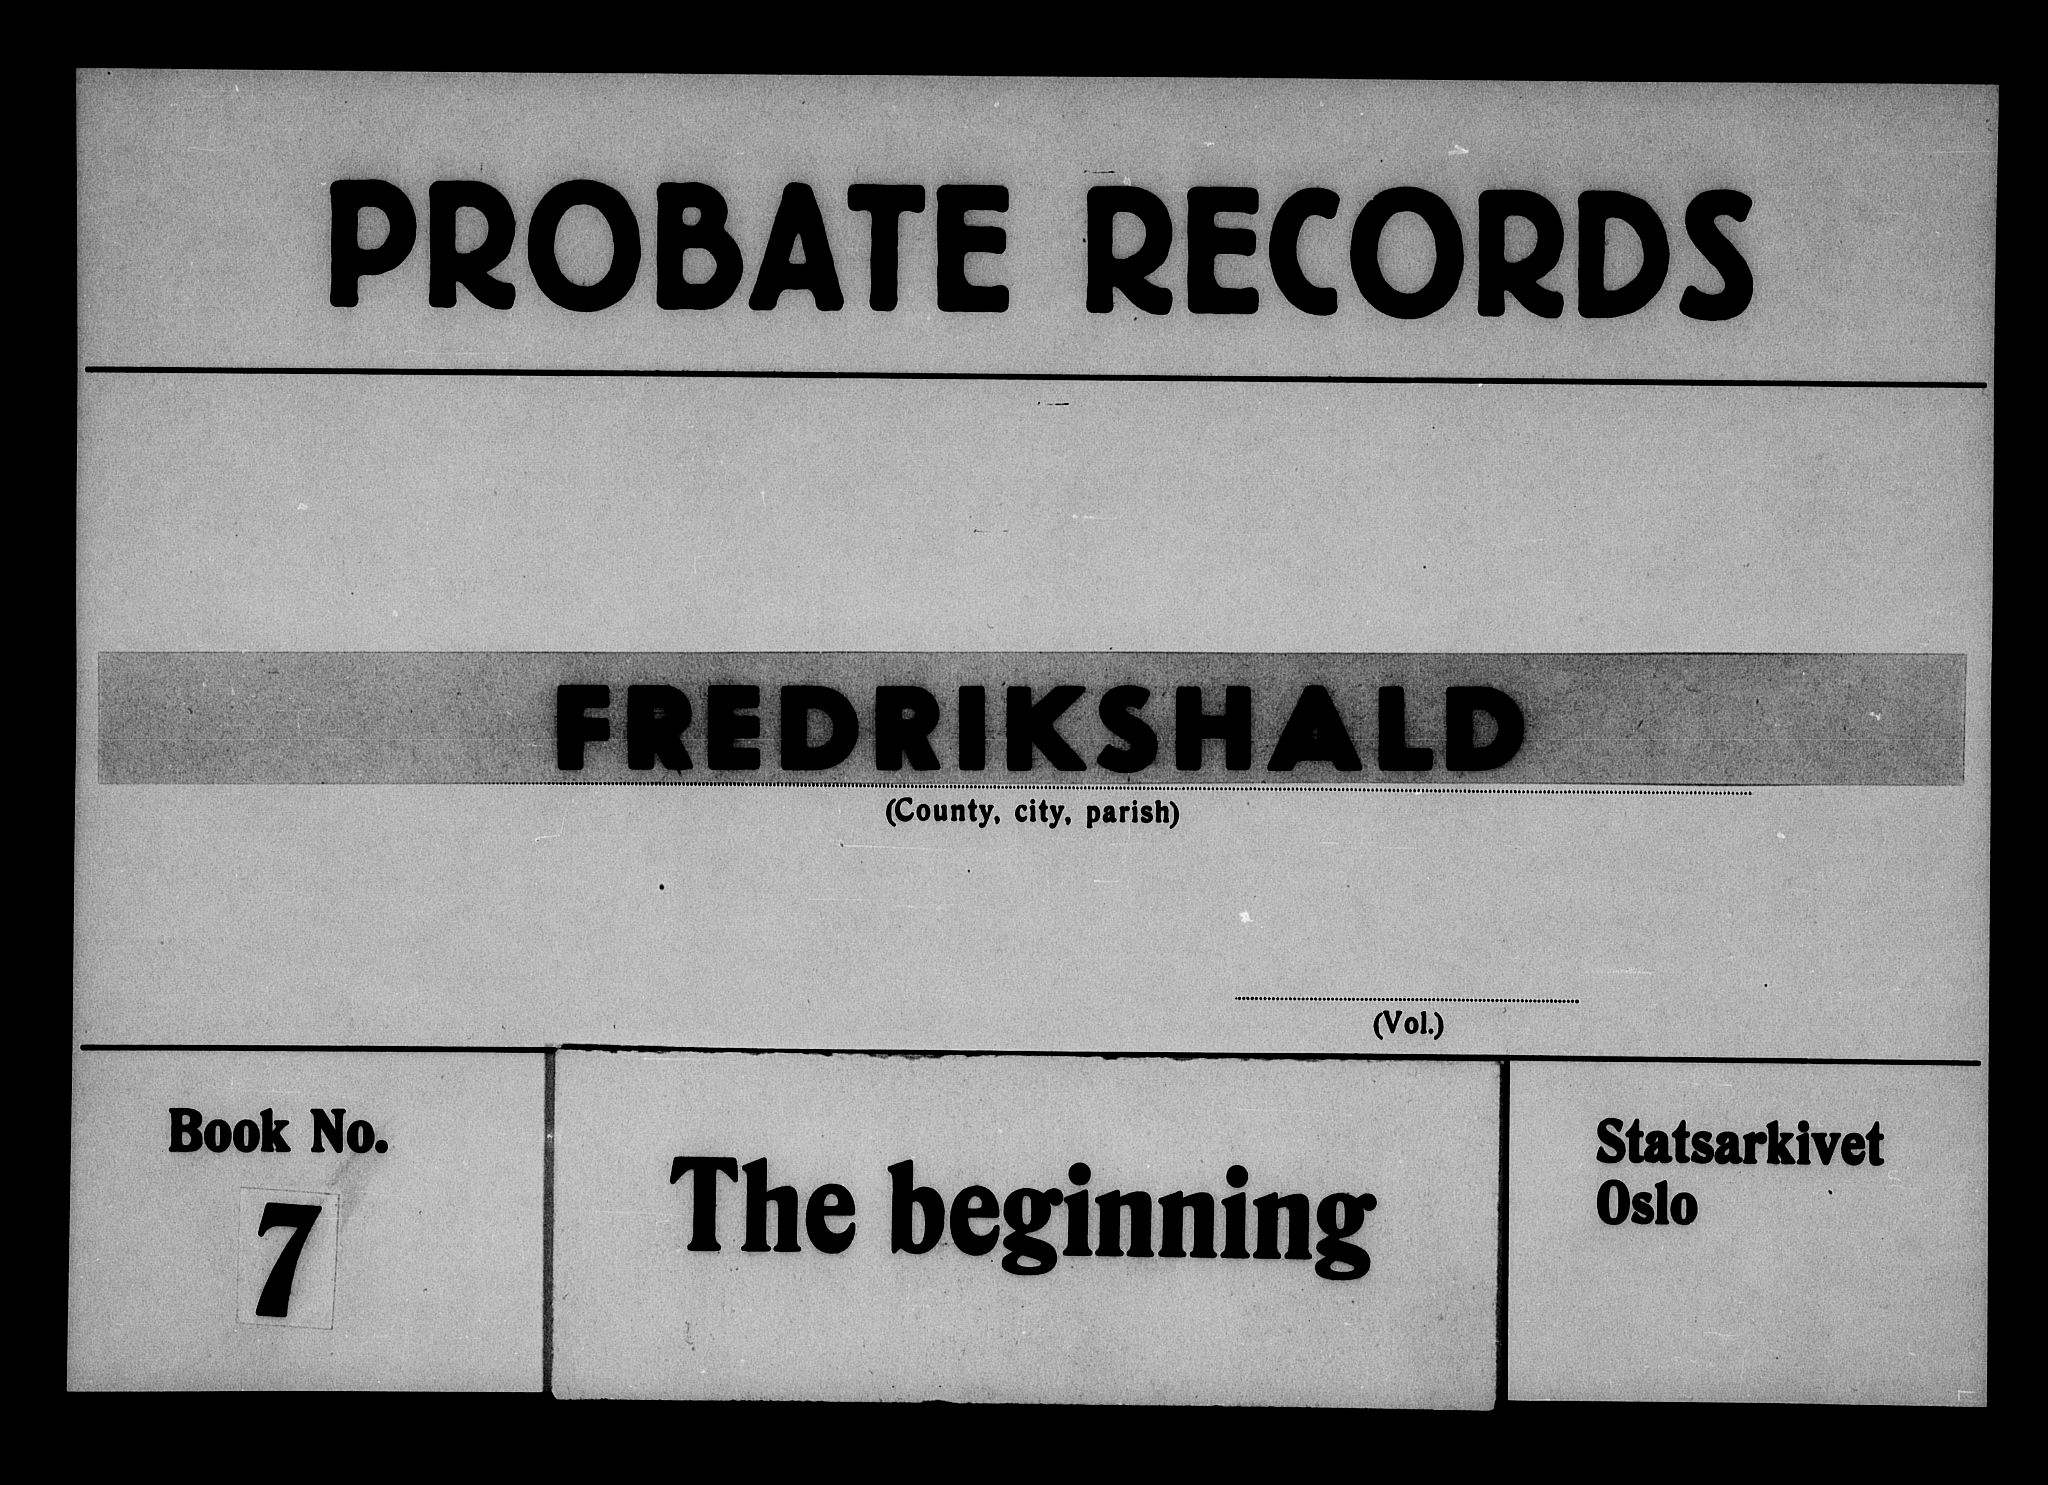 PROBATE RECORDS
FREDRIKSHALD
(County, city, parish)
(Vol.)
Book No.
7
The beginning
Statsarkivet
Oslo